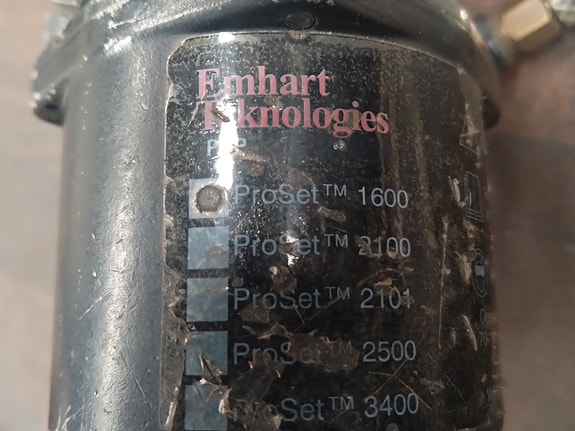 Emhart
Teknologies
ProSet™ 1600
ProSet™ 2100
ProSet™ 2101
ProSet™ 2500
ProSet™ 3400